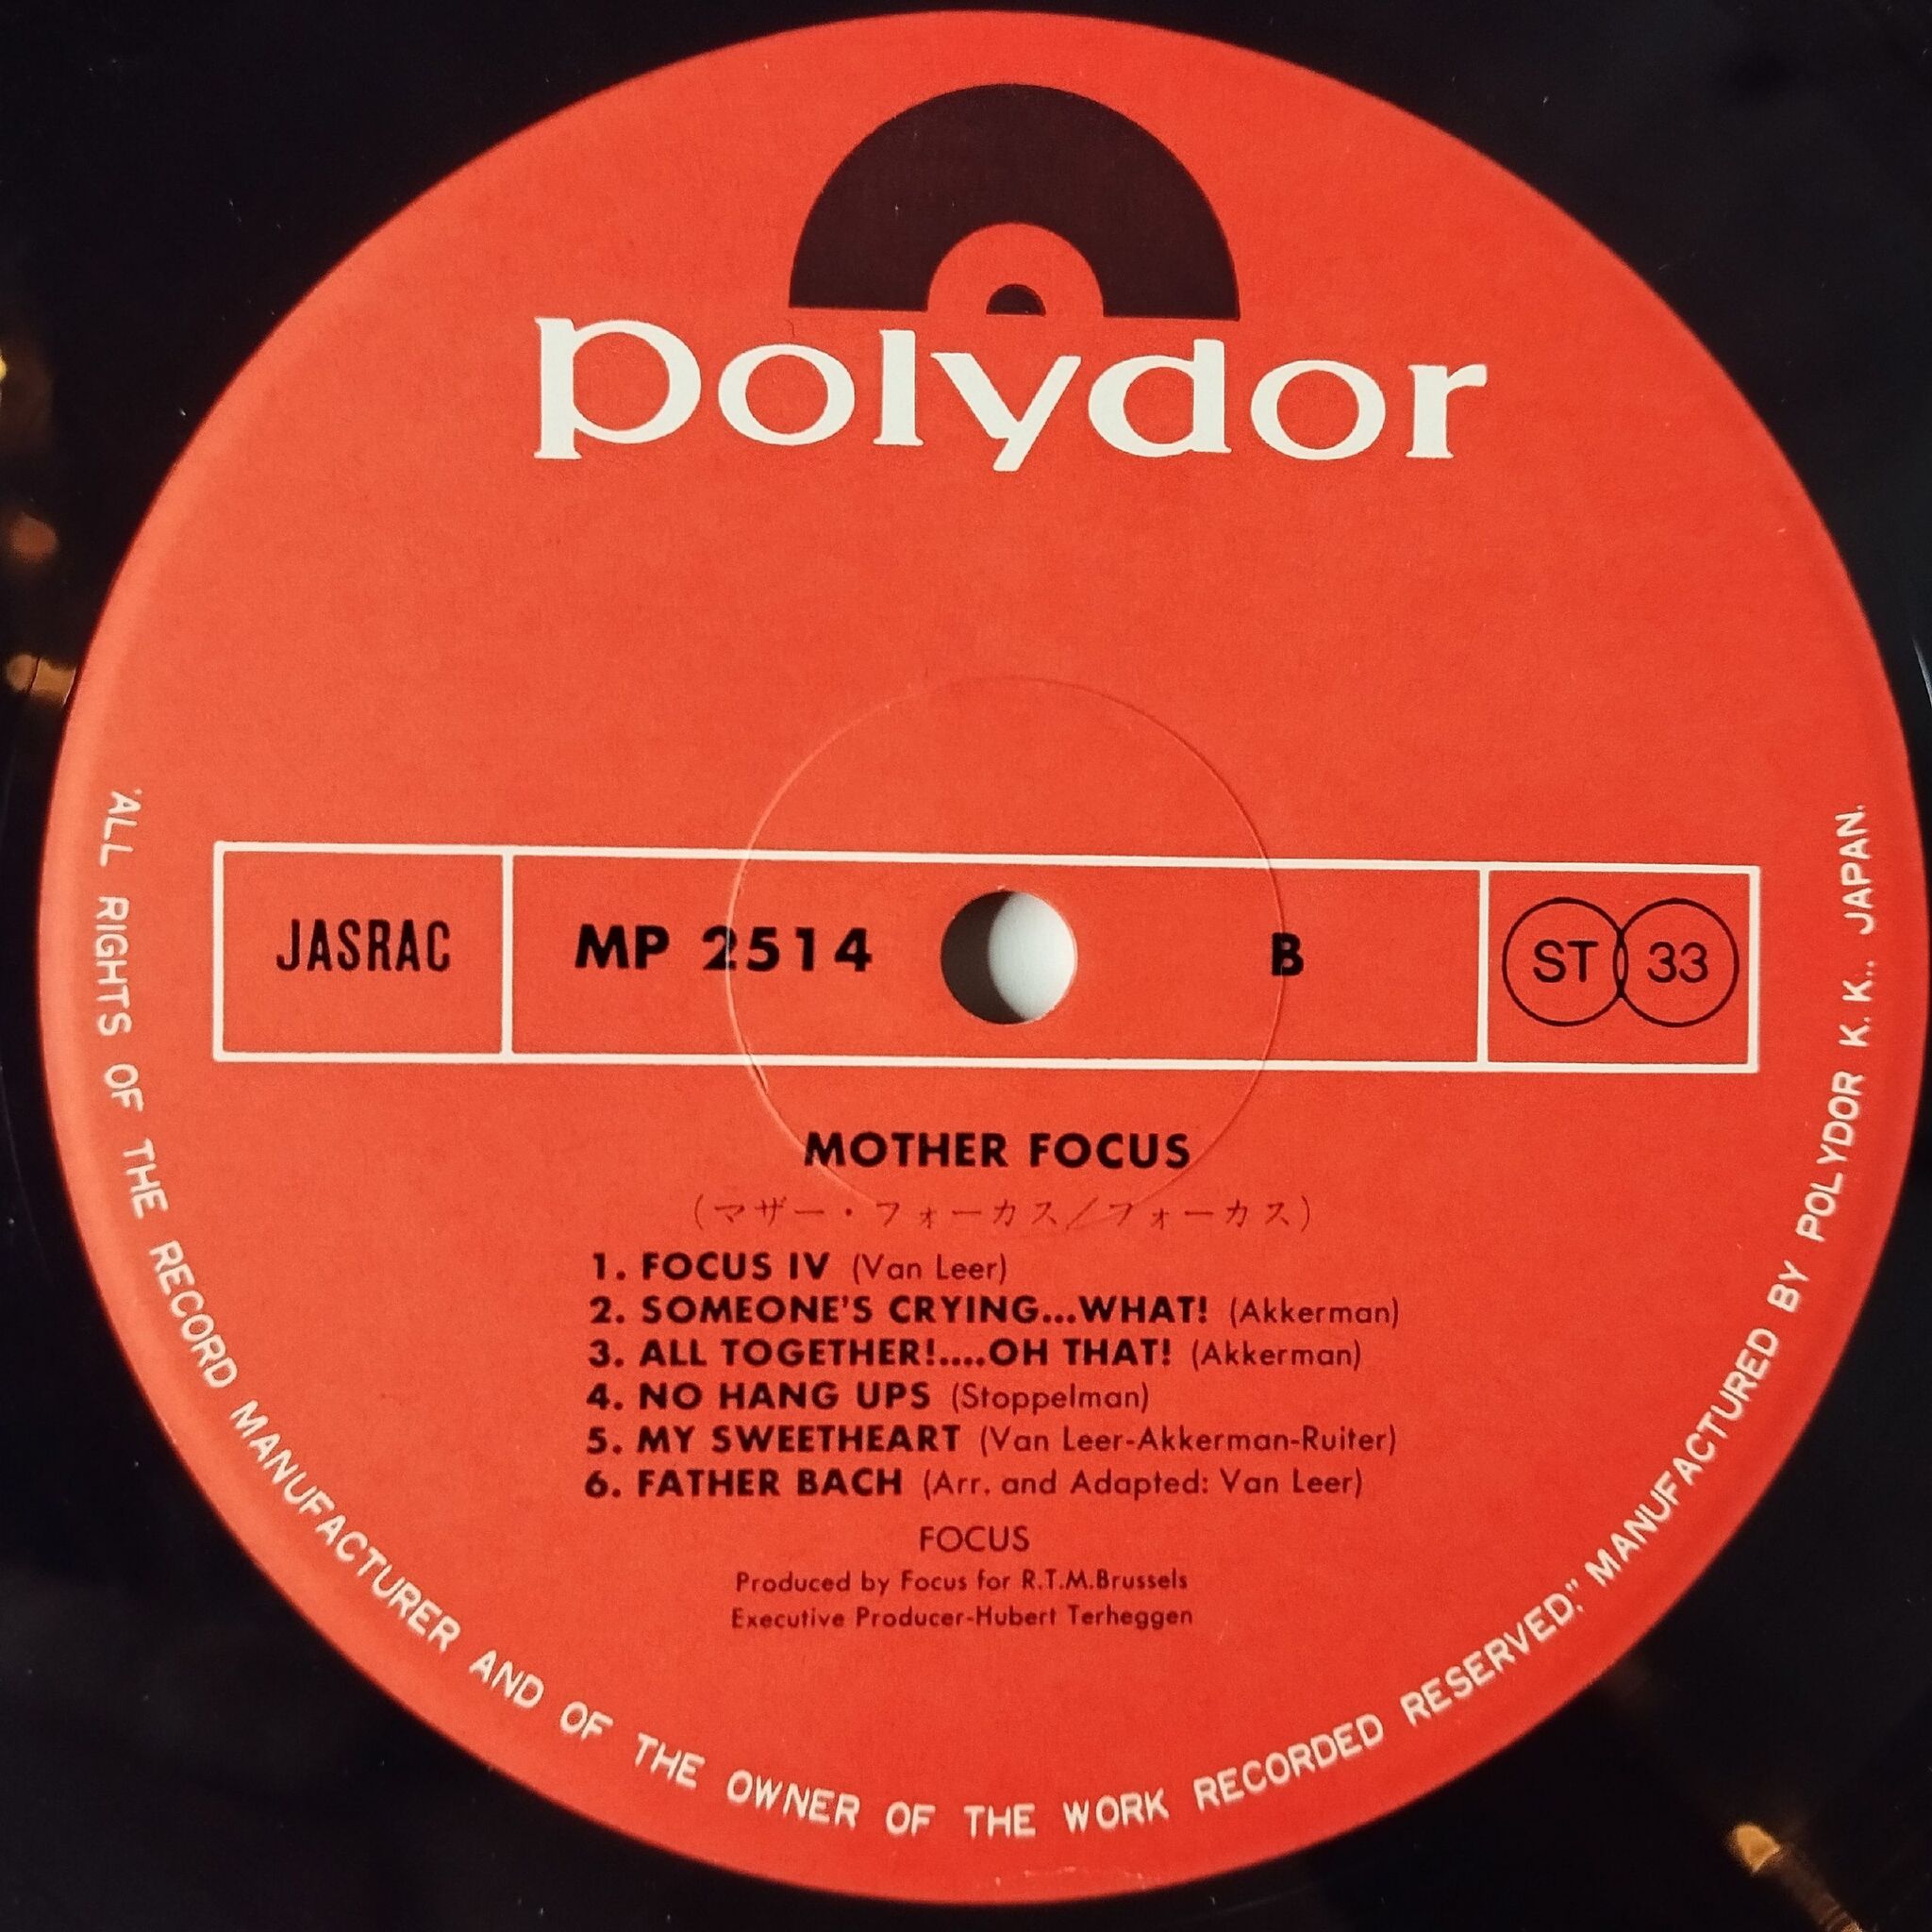 polydor
JASRAC
MP 2514
B
ST 33
MOTHER FOCUS
(マザー・フォーカス/フォーカス)
1. FOCUS IV (Van Leer)
2. SOMEONE'S CRYING...WHAT! (Akkerman)
3. ALL TOGETHER!....OH THAT! (Akkerman)
4. NO HANG UPS (Stoppelman)
5. MY SWEETHEART (Van Leer-Akkerman-Ruiter)
6. FATHER BACH (Arr. and Adapted: Van Leer)
FOCUS
Produced by Focus for R.T.M.Brussels
Executive Producer-Hubert Terheggen
"ALL RIGHTS OF THE RECORD MANUFACTURER AND OF THE OWNER OF THE WORK RECORDED RESERVED." MANUFACTURED BY POLYDOR K. K., JAPAN.